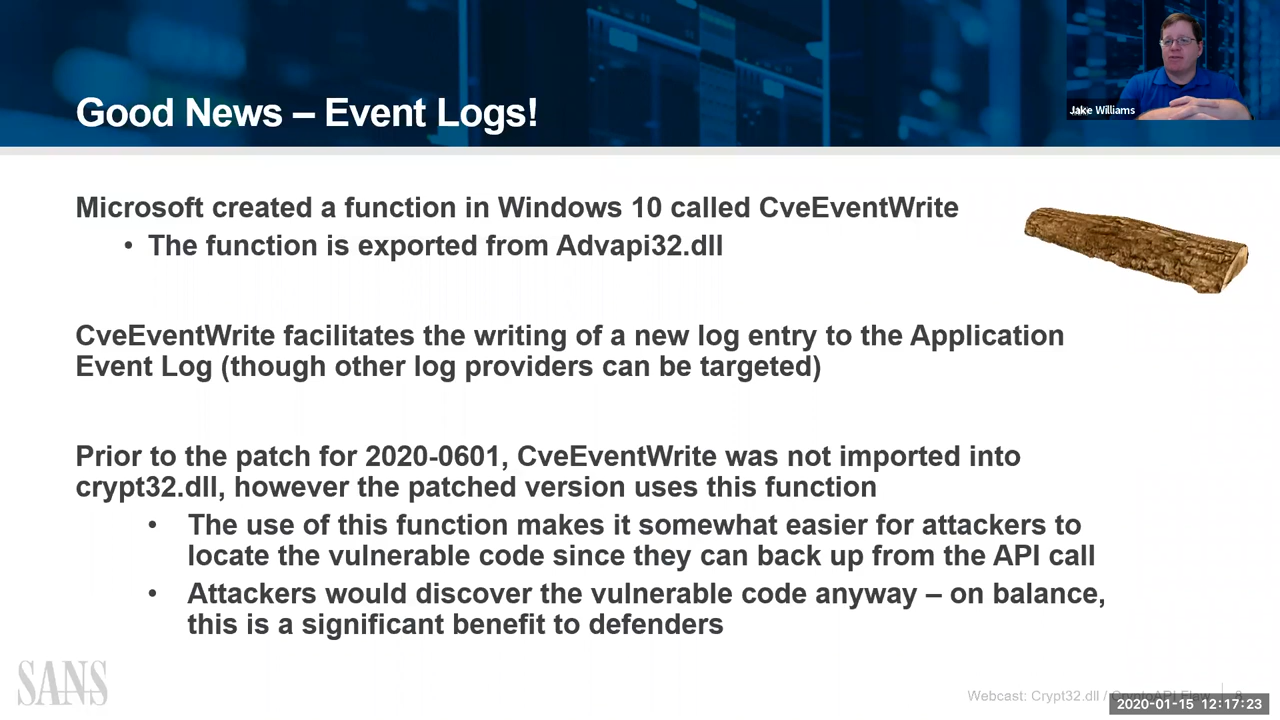 Good News – Event Logs!
Jake Williams
Microsoft created a function in Windows 10 called CveEventWrite
• The function is exported from Advapi32.dll
CveEventWrite facilitates the writing of a new log entry to the Application
Event Log (though other log providers can be targeted)
Prior to the patch for 2020-0601, CveEventWrite was not imported into
crypt32.dll, however the patched version uses this function
• The use of this function makes it somewhat easier for attackers to
locate the vulnerable code since they can back up from the API call
• Attackers would discover the vulnerable code anyway – on balance,
this is a significant benefit to defenders
SANS
Webcast: Crypt32.dll / CryptoAPI Flaw
2020-01-15 12:17:23